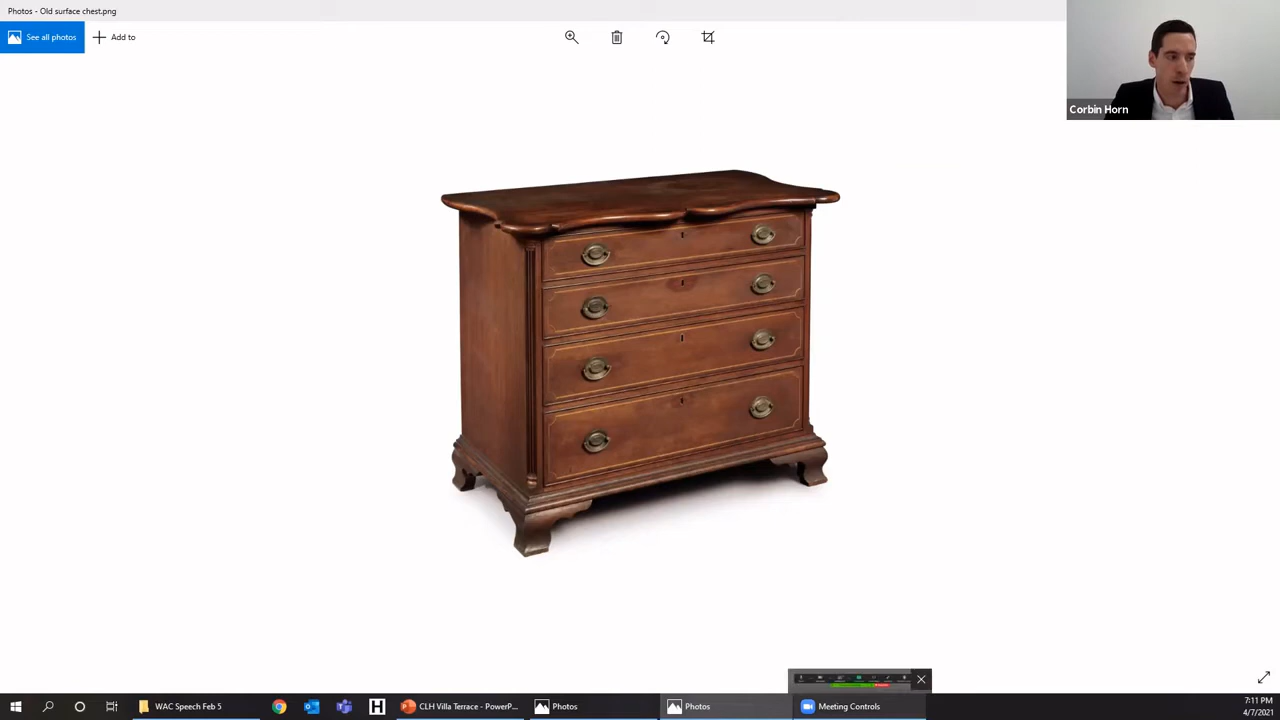 Photos - Old surface chest.png
See all photos
Add to
Corbin Horn
WAC Speech Feb 5
CLH Villa Terrace - PowerP...
Photos
Photos
Meeting Controls
7:11 PM
4/7/2021